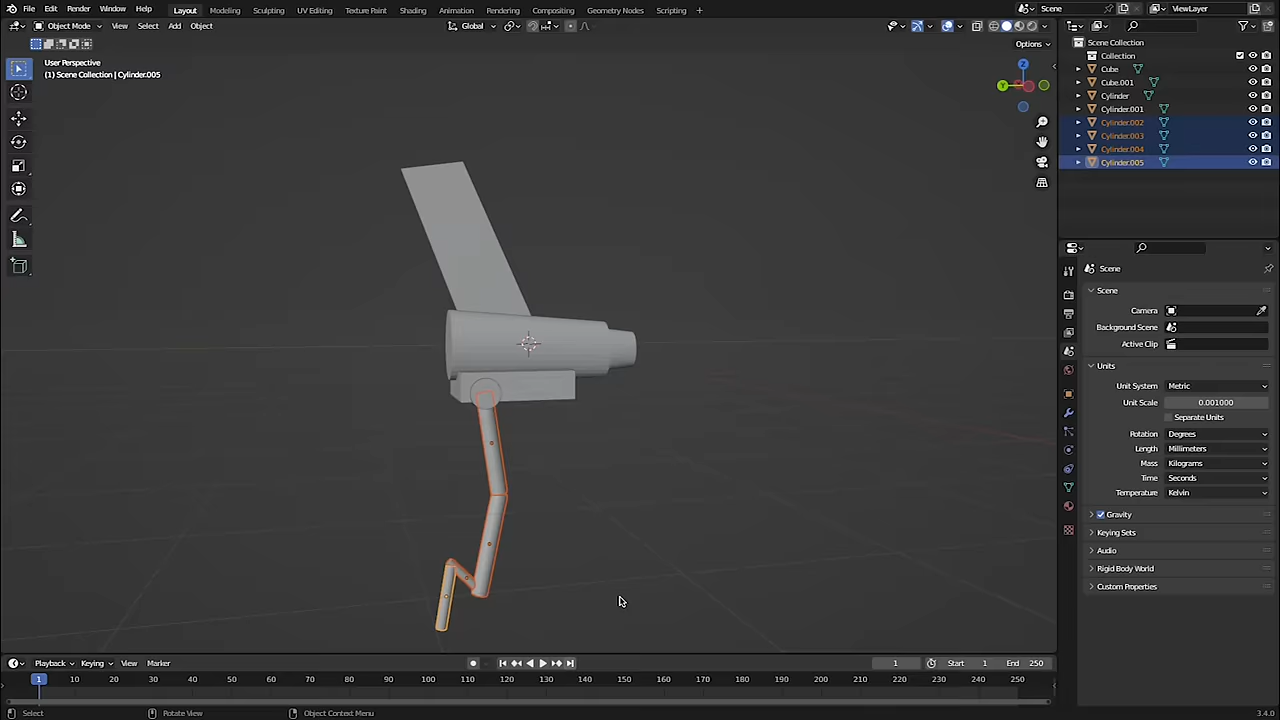 File Edit Render Window Help Layout Modeling Sculpting UV Editing Texture Paint Shading Animation Rendering Compositing Geometry Nodes Scripting + Scene ViewLayer
Object Mode View Select Add Object Global
Options
User Perspective
(1) Scene Collection | Cylinder.005
Z
Y
Scene Collection
Collection
Cube
Cube.001
Cylinder
Cylinder.001
Cylinder.002
Cylinder.003
Cylinder.004
Cylinder.005
Scene
Scene
Camera
Background Scene
Active Clip
Units
Unit System Metric
Unit Scale 0.001000
Separate Units
Rotation Degrees
Length Millimeters
Mass Kilograms
Time Seconds
Temperature Kelvin
Gravity
Keying Sets
Audio
Rigid Body World
Custom Properties
Playback Keying View Marker 1 Start 1 End 250
1 10 20 30 40 50 60 70 80 90 100 110 120 130 140 150 160 170 180 190 200 210 220 230 240 250
Select Rotate View Object Context Menu 3.4.0